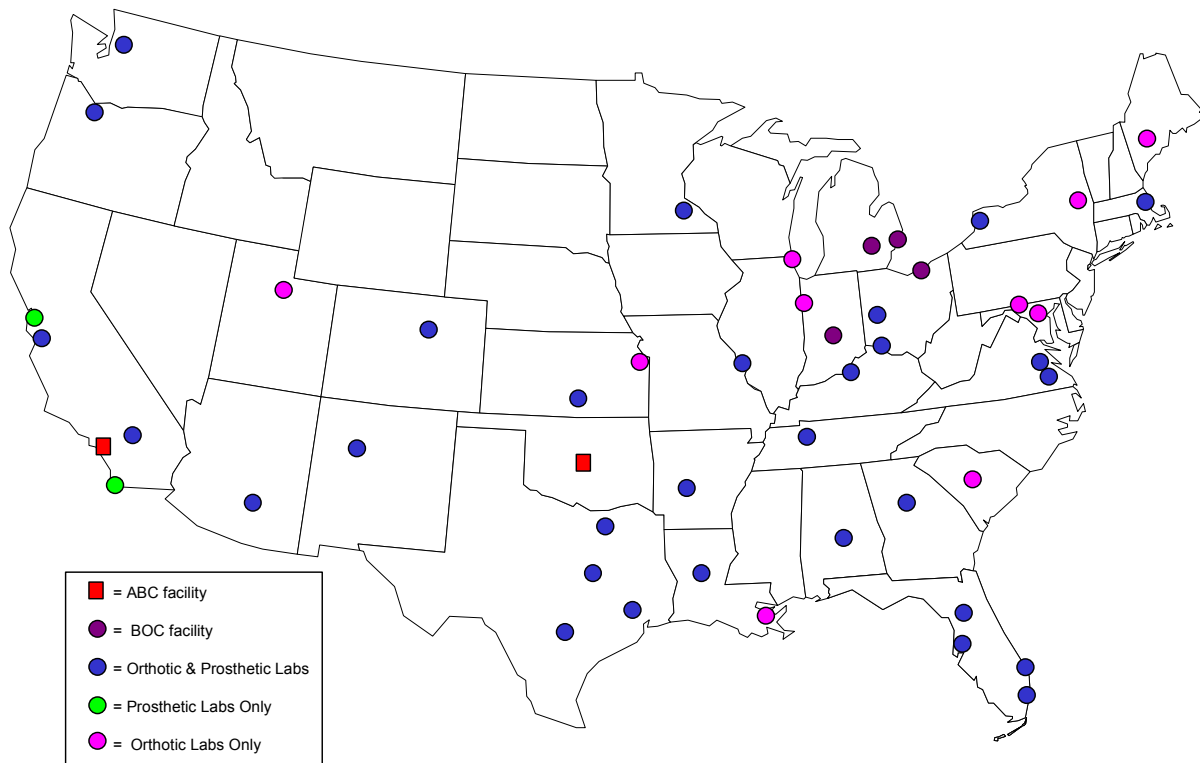 = ABC facility
= BOC facility
= Orthotic & Prosthetic Labs
= Prosthetic Labs Only
= Orthotic Labs Only